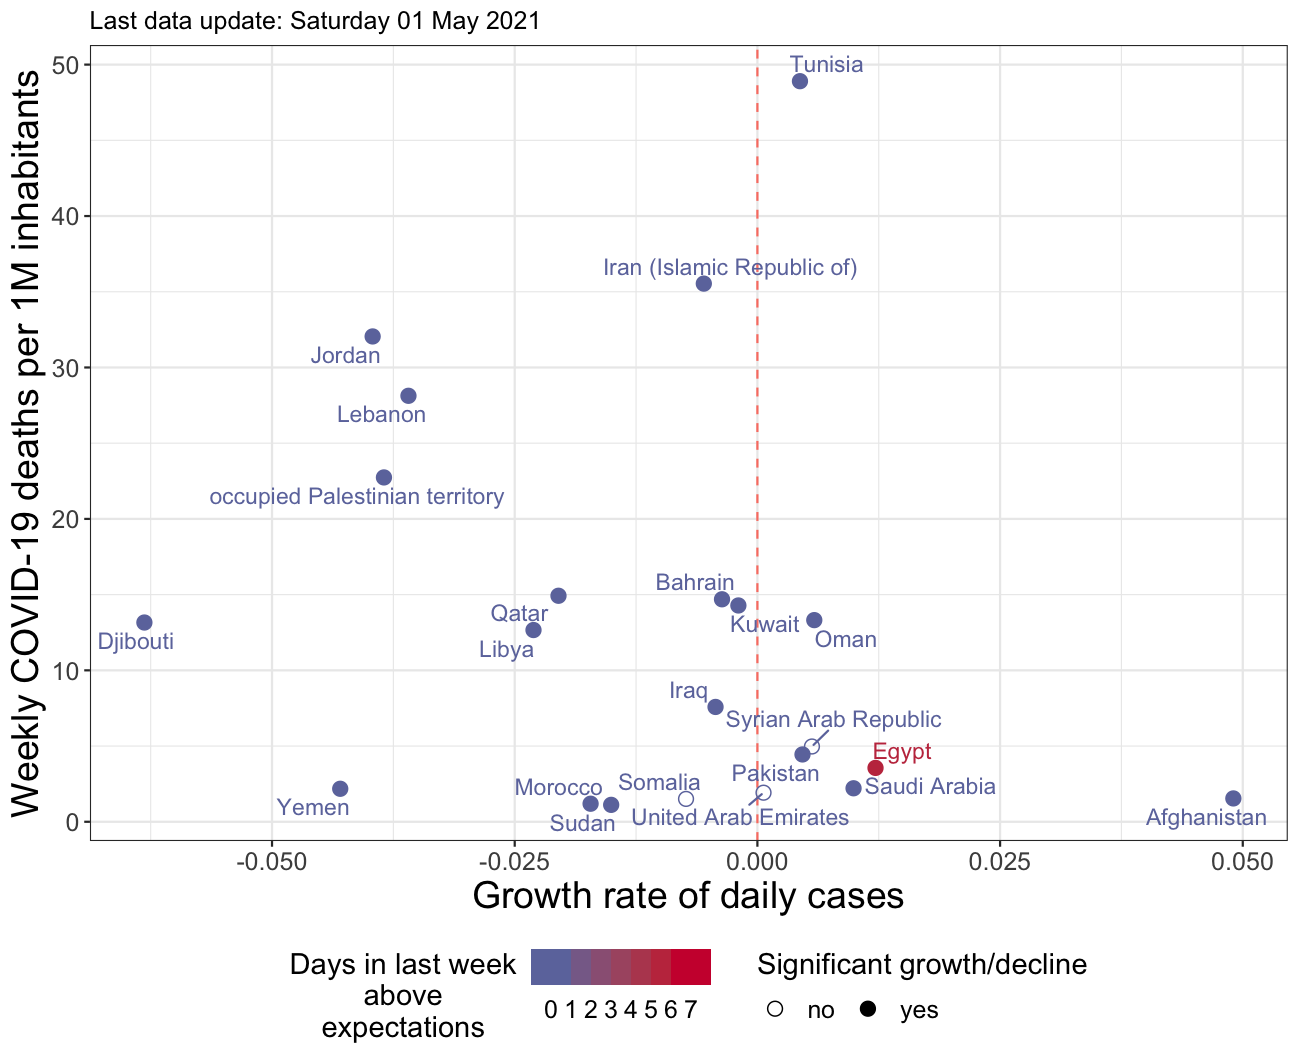 Last data update: Saturday 01 May 2021
Weekly COVID-19 deaths per 1M inhabitants
50
40
30
20
10
0
Tunisia
Iran (Islamic Republic of)
Jordan
Lebanon
occupied Palestinian territory
Bahrain
Qatar
Kuwait
Djibouti
Oman
Libya
Iraq
Syrian Arab Republic
Egypt
Pakistan
Morocco
Somalia
Saudi Arabia
Yemen
Sudan
United Arab Emirates
Afghanistan
-0.050
-0.025
0.000
0.025
0.050
Growth rate of daily cases
Days in last week
above
expectations
0 1 2 3 4 5 6 7
Significant growth/decline
no
yes